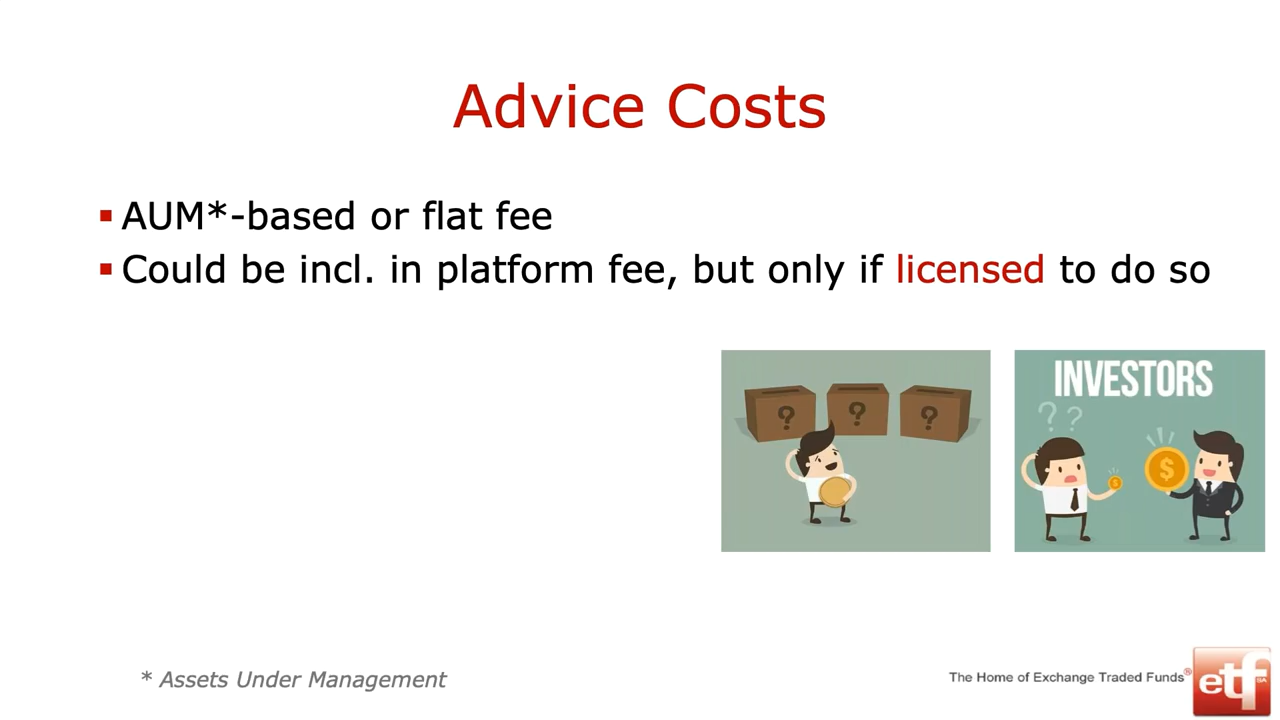 Advice Costs
AUM*-based or flat fee
Could be incl. in platform fee, but only if licensed to do so
? ? ?
INVESTORS
? ?
$ $
* Assets Under Management
The Home of Exchange Traded Funds®
etf
SA